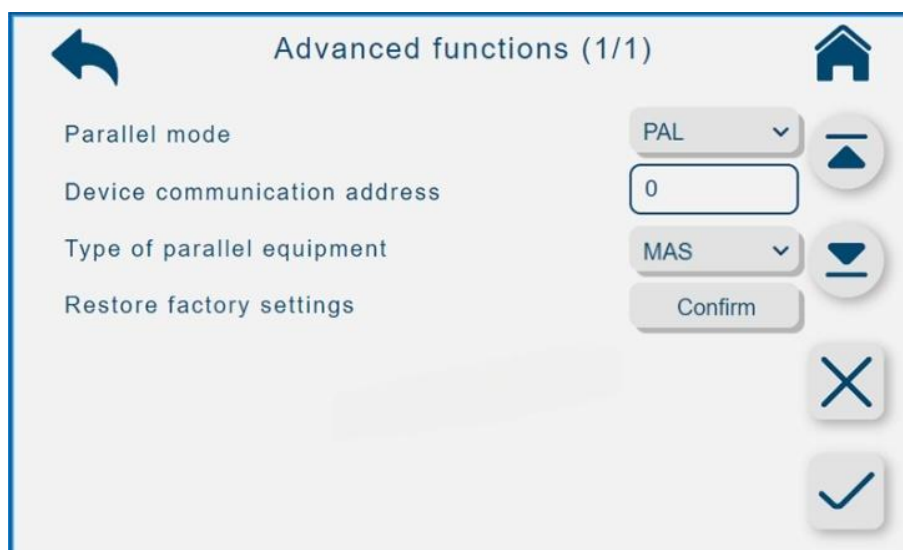 Advanced functions (1/1)
Parallel mode PAL
Device communication address 0
Type of parallel equipment MAS
Restore factory settings Confirm